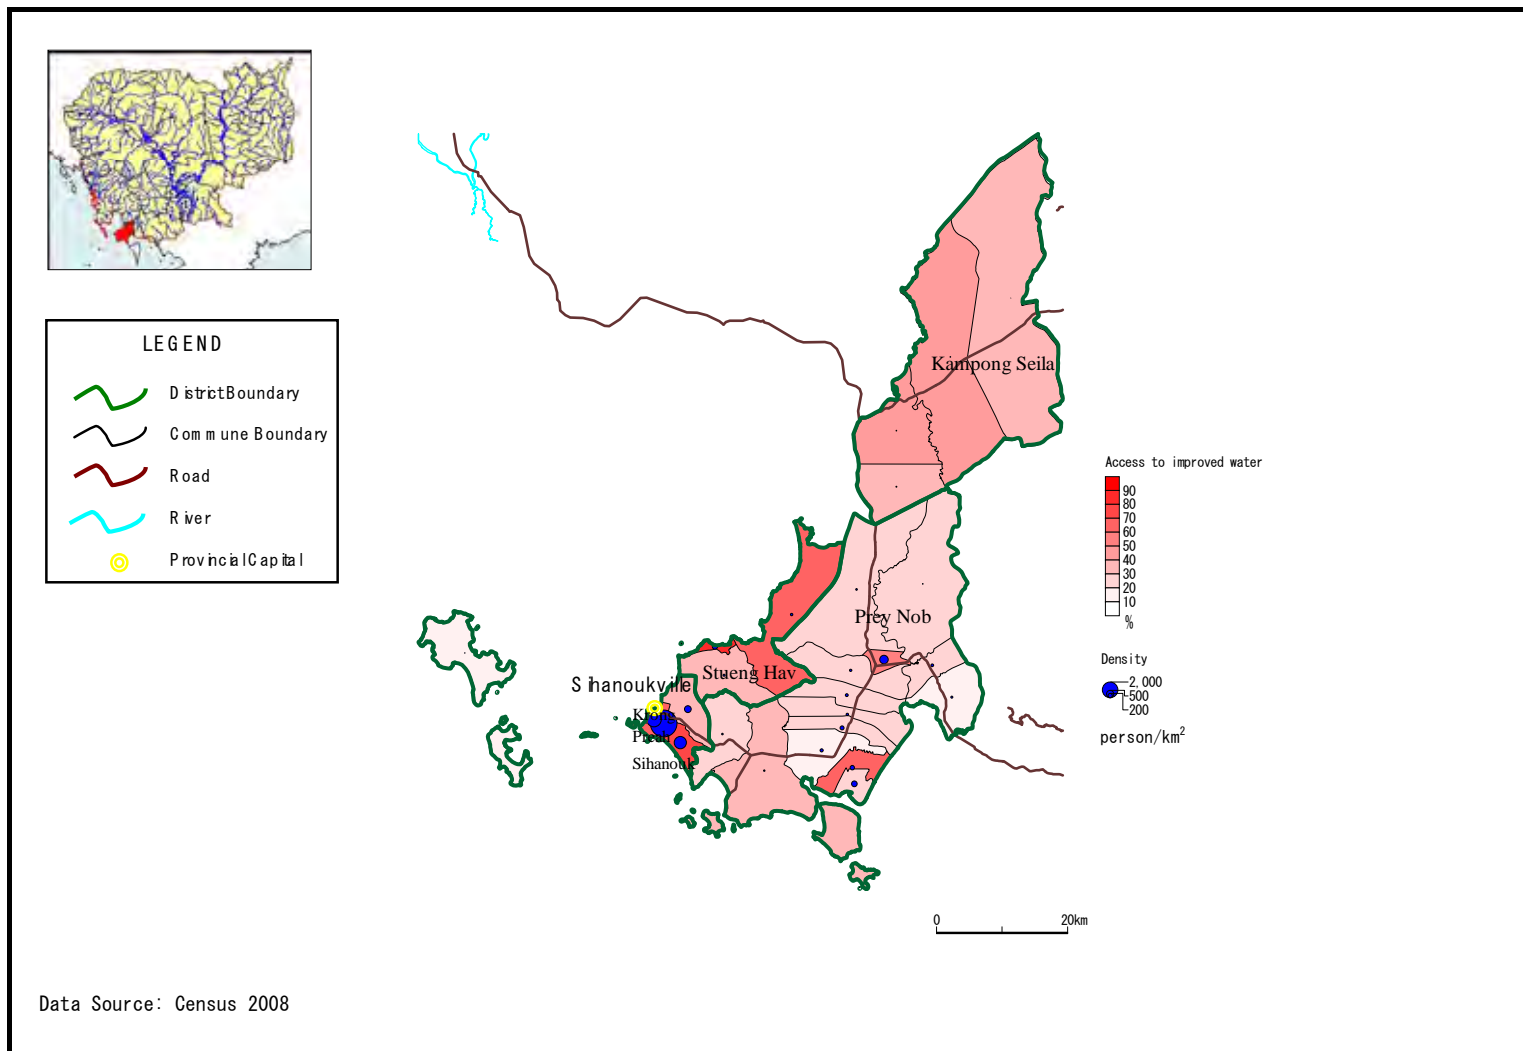 LEGEND
District Boundary
Commune Boundary
Road
River
Provincial Capital
Kampong Seila
Prey Nob
Stueng Hav
Sihanoukville
Krong
Preah
Sihanouk
Access to improved water
90
80
70
60
50
40
30
20
10
%
Density
2,000
500
200
person/km²
0 20km
Data Source: Census 2008